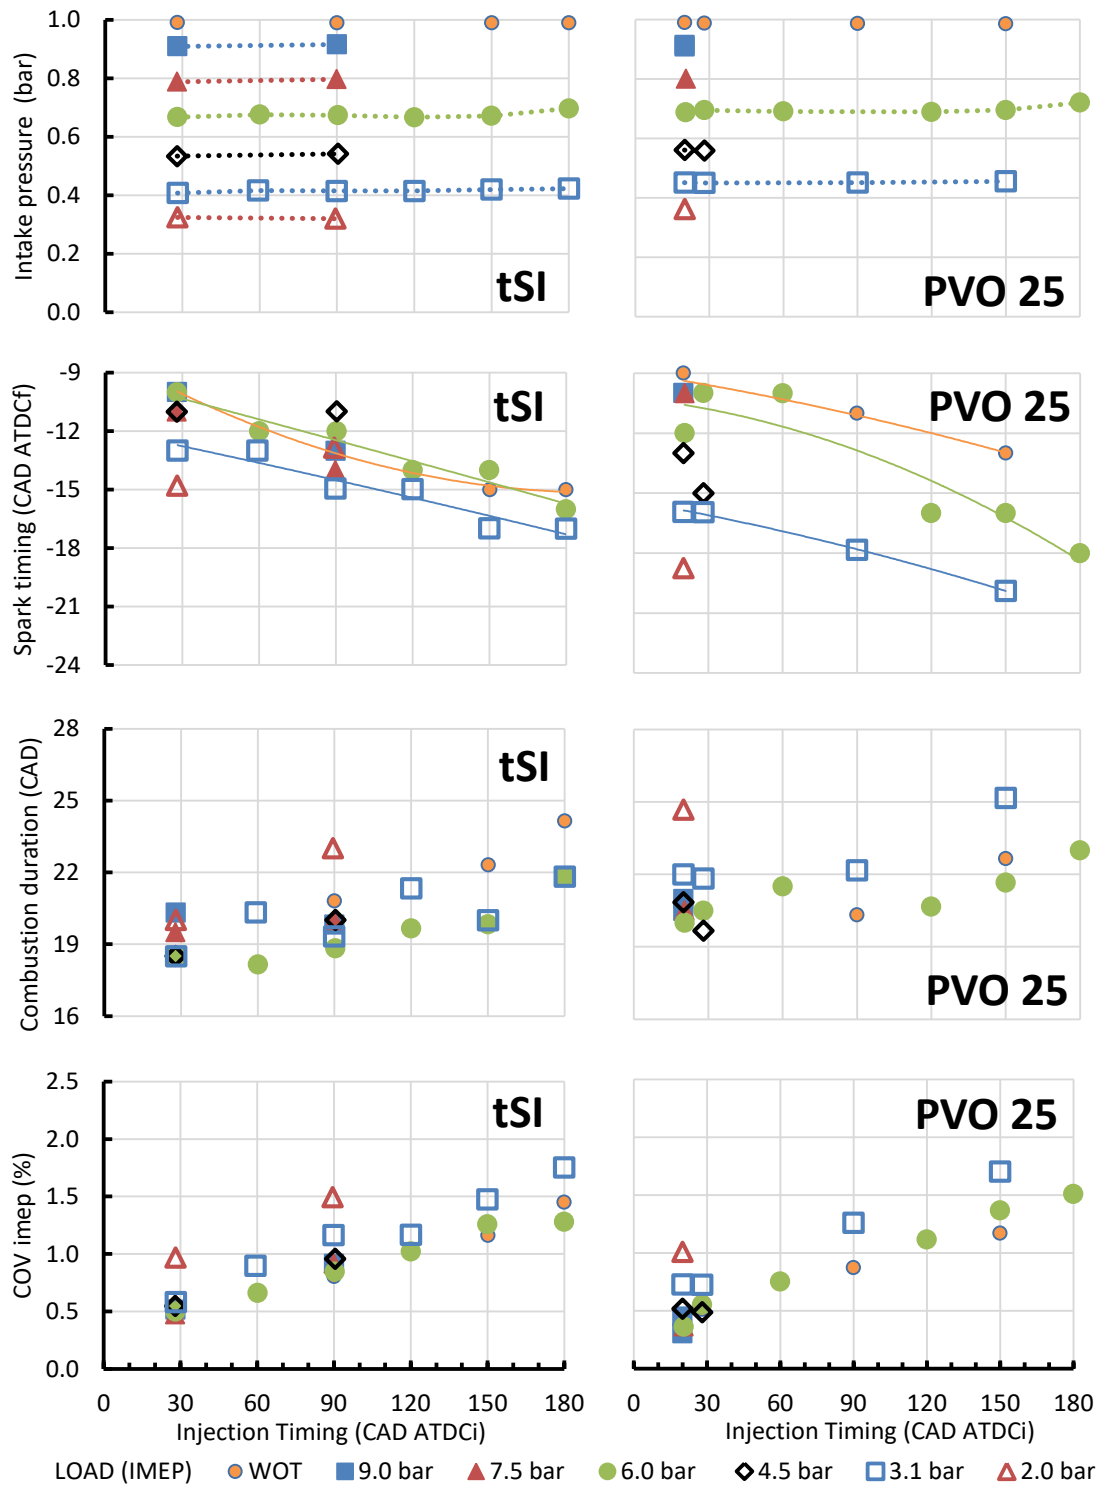 Intake pressure (bar)
1.0
0.8
0.6
0.4
0.2
0.0
tSI
PVO 25
Spark timing (CAD ATDCf)
-9
-12
-15
-18
-21
-24
tSI
PVO 25
Combustion duration (CAD)
28
25
22
19
16
tSI
PVO 25
COV imep (%)
2.5
2.0
1.5
1.0
0.5
0.0
tSI
PVO 25
0 30 60 90 120 150 180
0 30 60 90 120 150 180
Injection Timing (CAD ATDCi)
Injection Timing (CAD ATDCi)
LOAD (IMEP) WOT 9.0 bar 7.5 bar 6.0 bar 4.5 bar 3.1 bar 2.0 bar